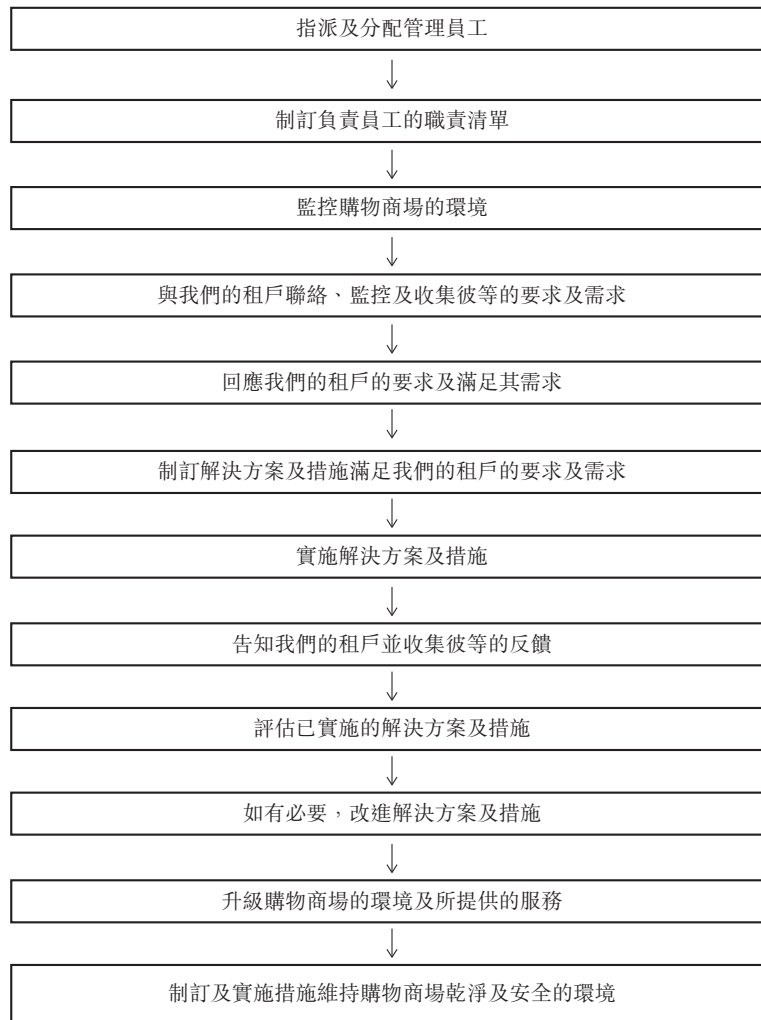 指派及分配管理員工
制訂負責員工的職責清單
監控購物商場的環境
與我們的租戶聯絡、監控及收集彼等的要求及需求
回應我們的租戶的要求及滿足其需求
制訂解決方案及措施滿足我們的租戶的要求及需求
實施解決方案及措施
告知我們的租戶並收集彼等的反饋
評估已實施的解決方案及措施
如有必要，改進解決方案及措施
升級購物商場的環境及所提供的服務
制訂及實施措施維持購物商場乾淨及安全的環境